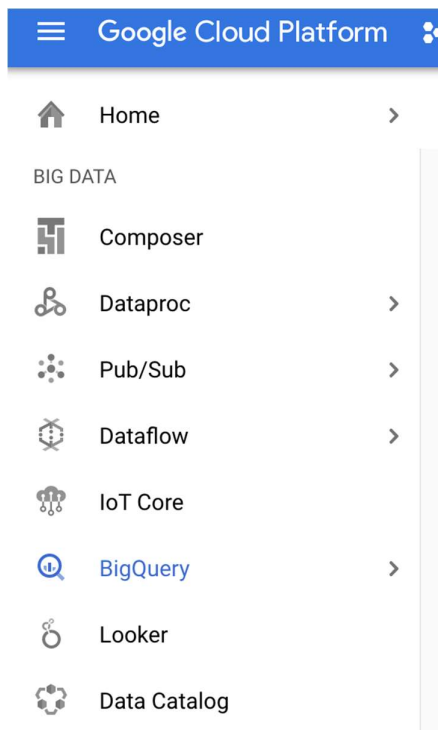 Google Cloud Platform
Home
BIG DATA
Composer
Dataproc
Pub/Sub
Dataflow
IoT Core
BigQuery
Looker
Data Catalog